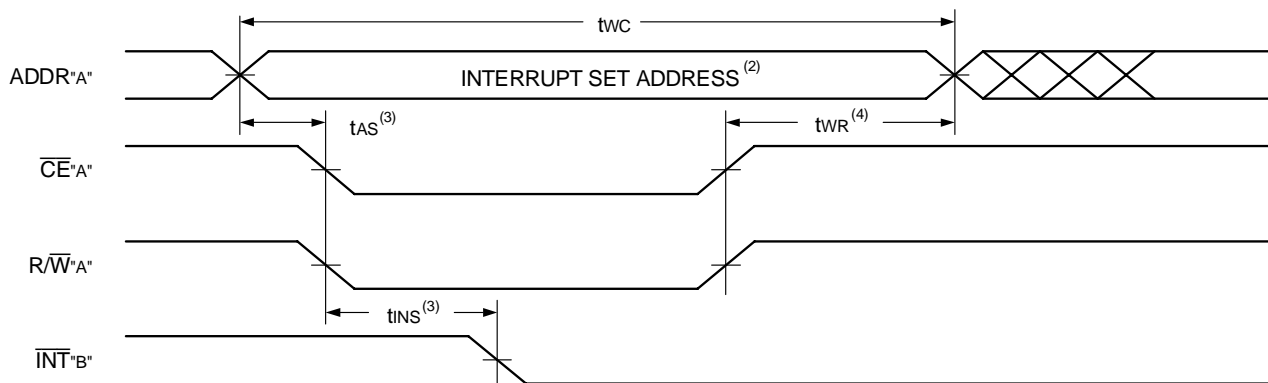 tWC
ADDR"A"
INTERRUPT SET ADDRESS(2)
tAS(3)
tWR(4)
CE"A"
R/W"A"
tINS(3)
INT"B"